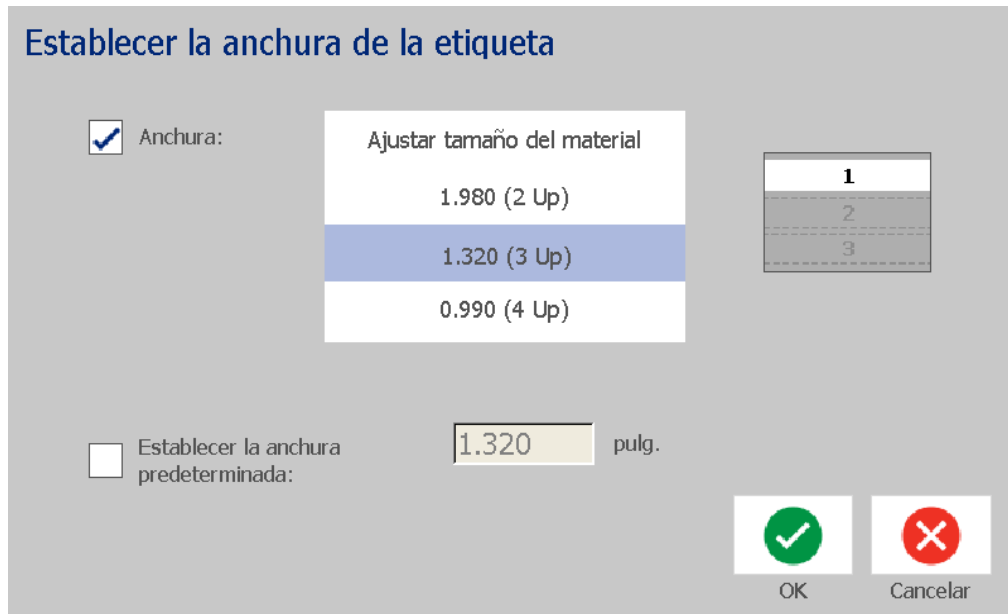 Establecer la anchura de la etiqueta
Anchura:
Ajustar tamaño del material
1.980 (2 Up)
1.320 (3 Up)
0.990 (4 Up)
1
2
3
Establecer la anchura
predeterminada:
1.320
pulg.
OK
Cancelar